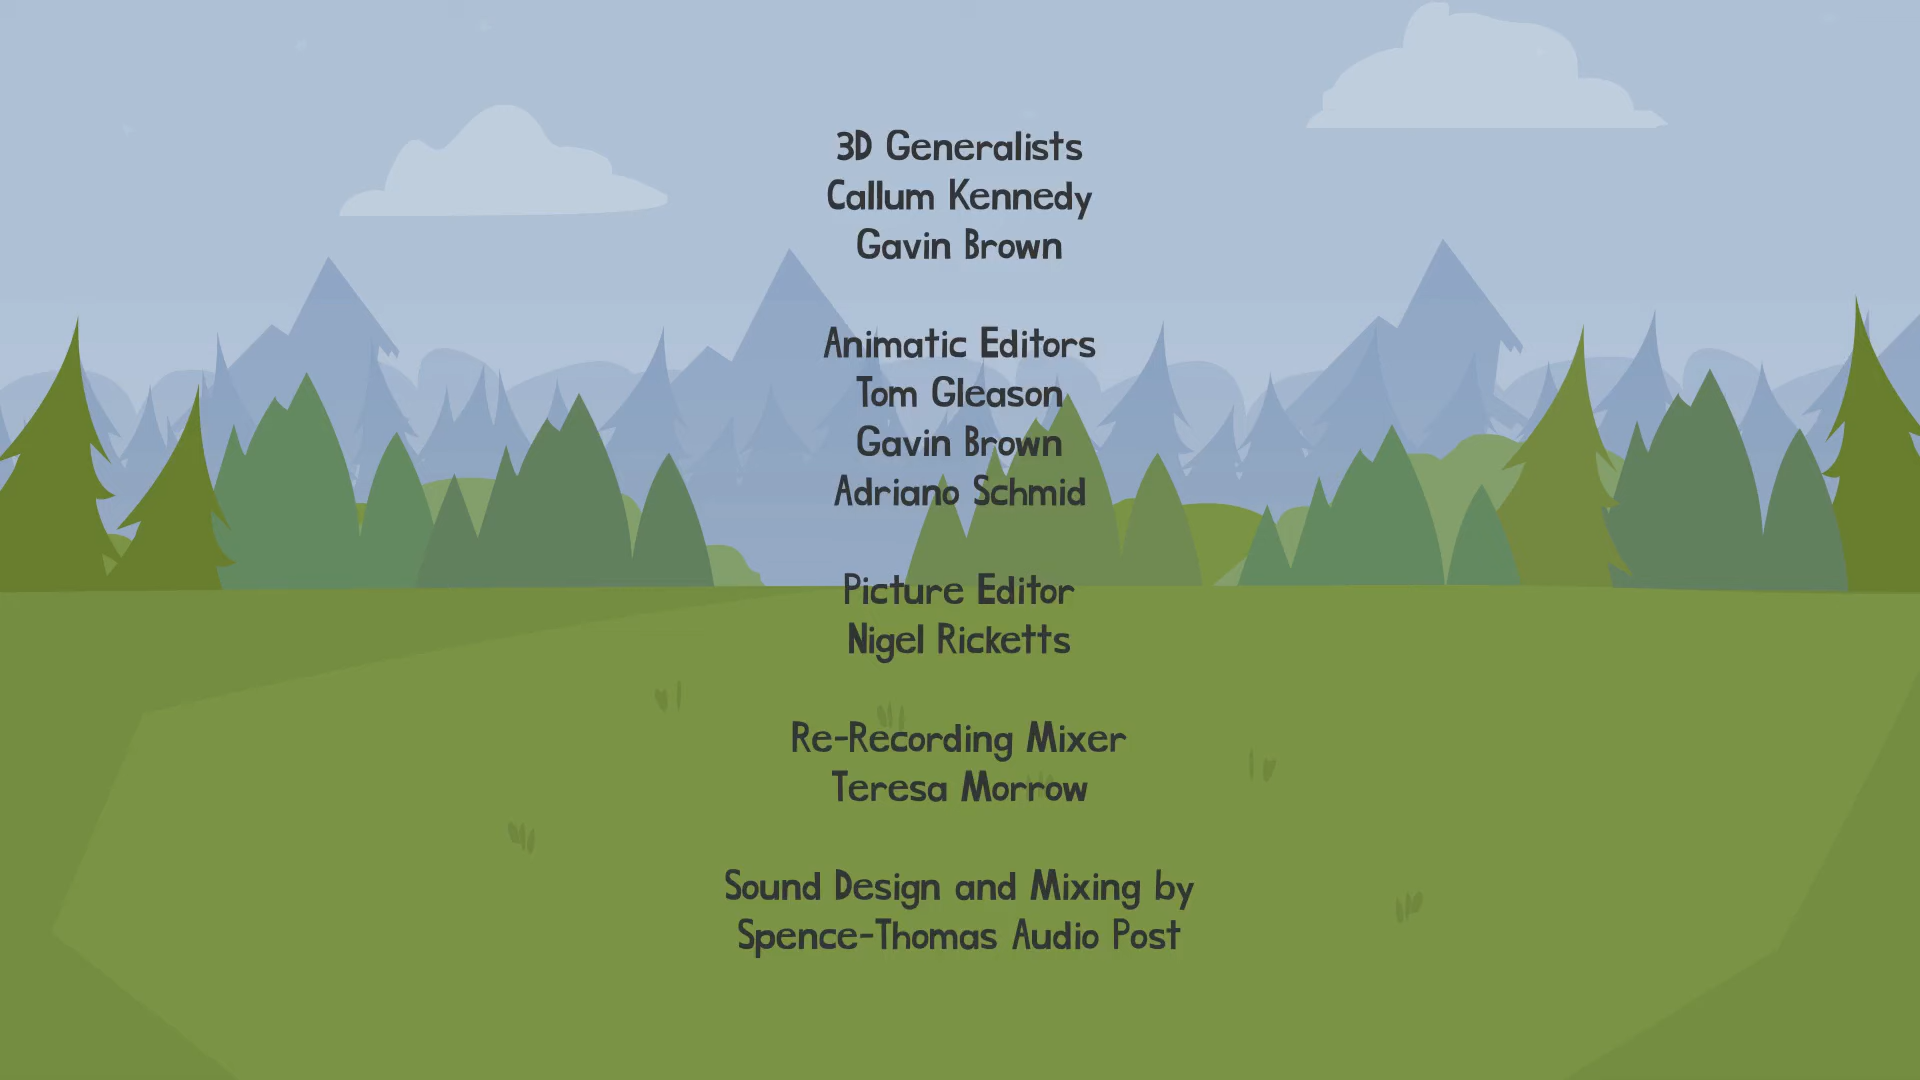 3D Generalists
Callum Kennedy
Gavin Brown
Animatic Editors
Tom Gleason
Gavin Brown
Adriano Schmid
Picture Editor
Nigel Ricketts
Re-Recording Mixer
Teresa Morrow
Sound Design and Mixing by
Spence-Thomas Audio Post